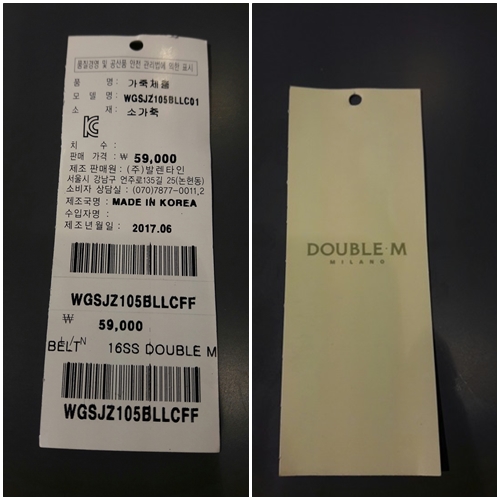 품질경영 및 공산품 안전 관리법에 의한 표시
품 명 : 가죽제품
모 델 명 : WGSJZ105BLLC01
소 재 : 소가죽
치 수 :
판매 가격 : ₩ 59,000
제조 판매원 : (주)발렌타인
서울시 강남구 언주로135길 25(논현동)
소비자 상담실 : (070)7877-0011,2
제조국명 : MADE IN KOREA
수입자명 :
제조년월일 : 2017.06
WGSJZ105BLLCFF
₩ 59,000
BELT 16SS DOUBLE M
WGSJZ105BLLCFF
DOUBLE·M
MILANO